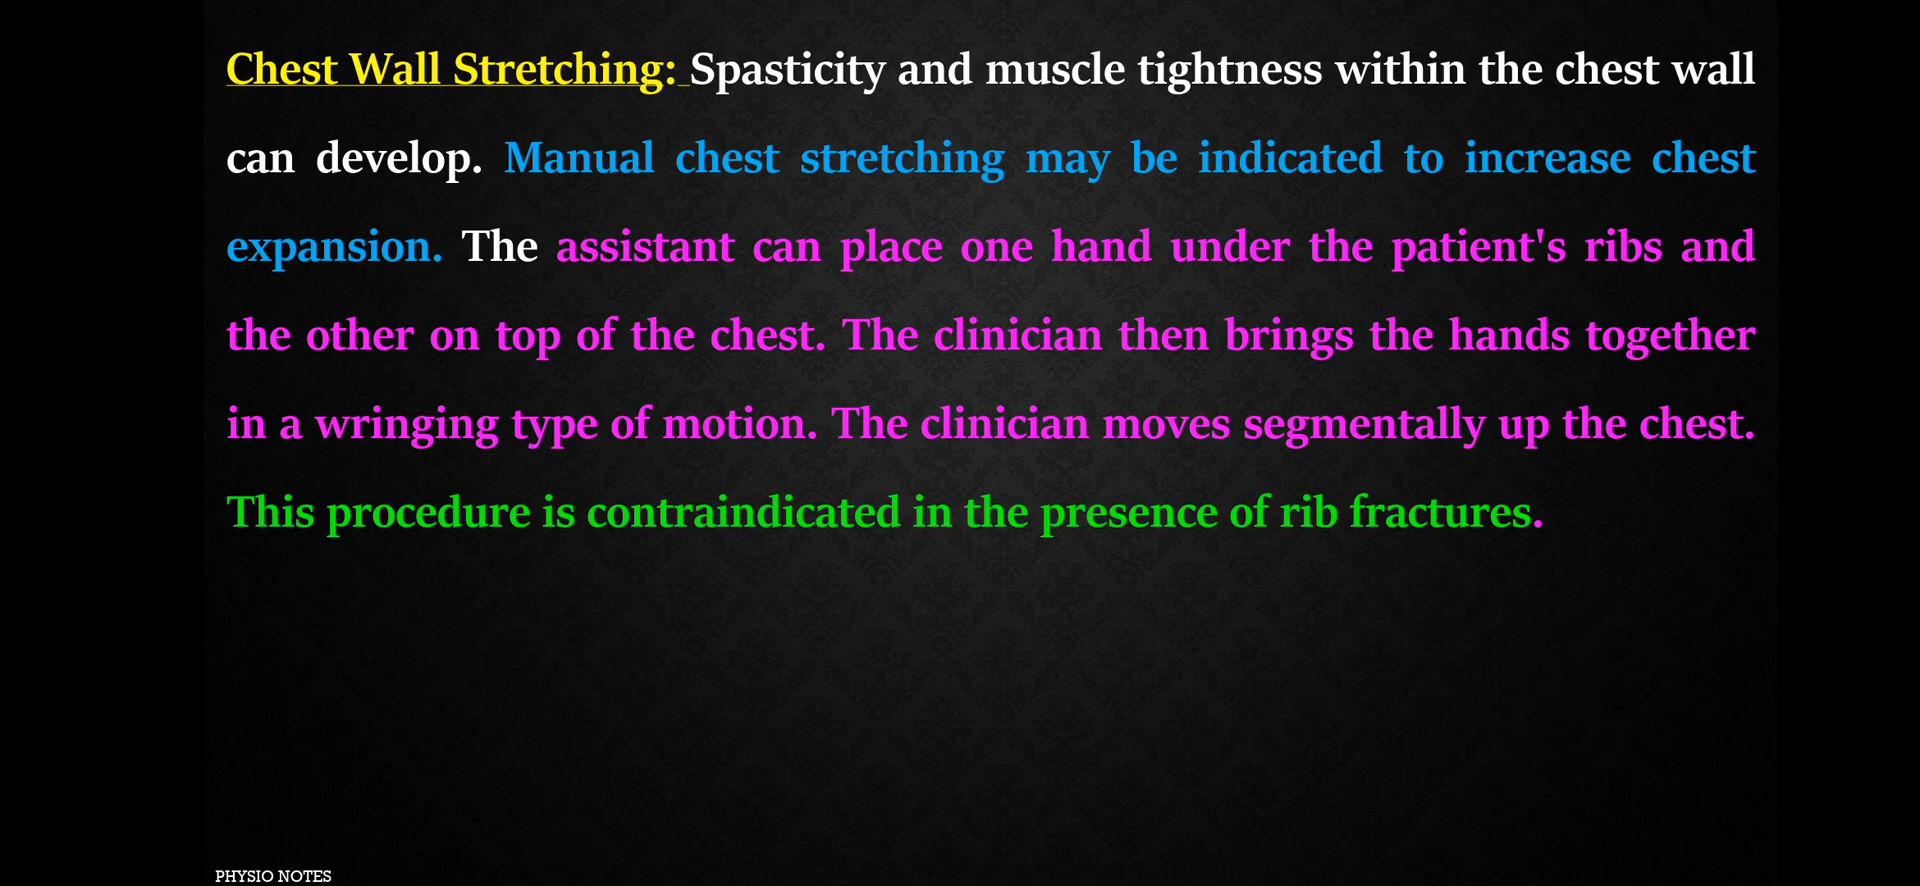 Chest Wall Stretching: Spasticity and muscle tightness within the chest wall
can develop. Manual chest stretching may be indicated to increase chest
expansion. The assistant can place one hand under the patient's ribs and
the other on top of the chest. The clinician then brings the hands together
in a wringing type of motion. The clinician moves segmentally up the chest.
This procedure is contraindicated in the presence of rib fractures.
PHYSIO NOTES